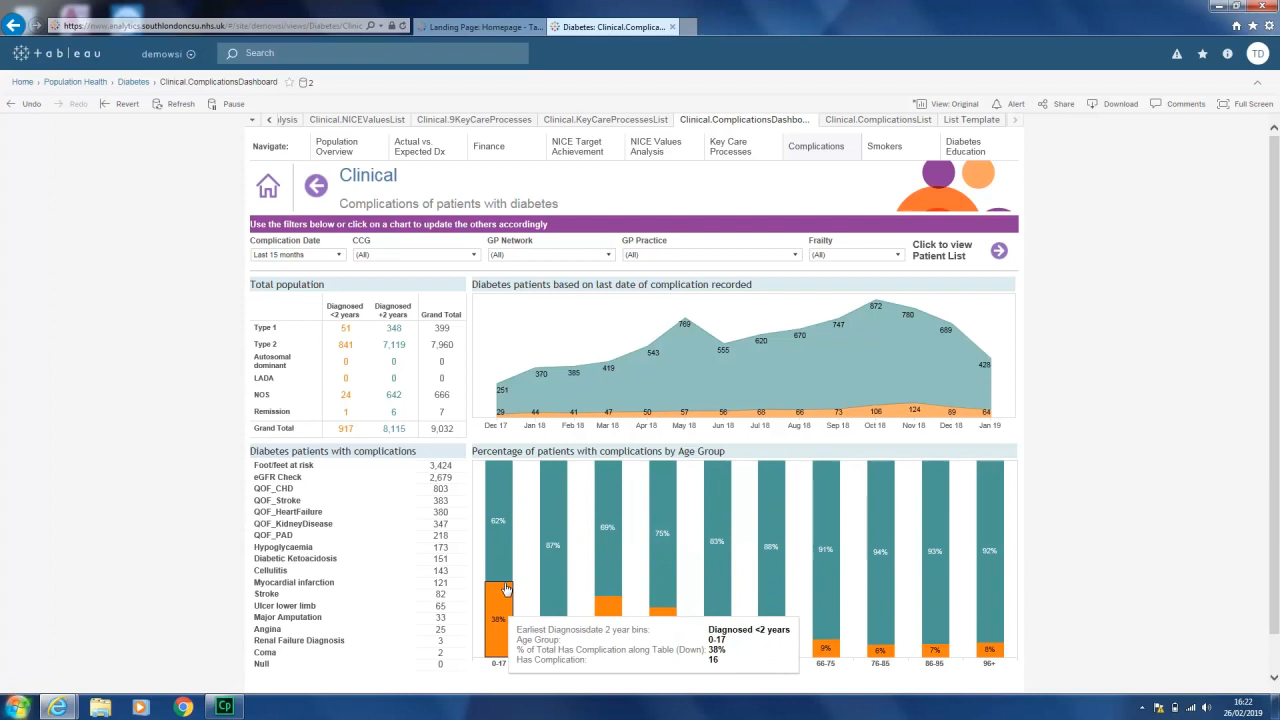 https://www.analytics.southlondoncsu.nhs.uk/#/site/demowsi/views/Diabetes/Clinic
Landing Page: Homepage - Ta...
Diabetes: Clinical.Complica...
+ableau
demowsi
Search
TD
Home
Population Health
Diabetes
Clinical.ComplicationsDashboard
2
Undo
Redo
Revert
Refresh
Pause
View: Original
Alert
Share
Download
Comments
Full Screen
ılysis
Clinical.NICEValuesList
Clinical.9KeyCareProcesses
Clinical.KeyCareProcessesList
Clinical.ComplicationsDashbo...
Clinical.ComplicationsList
List Template
Navigate:
Population
Overview
Actual vs.
Expected Dx
Finance
NICE Target
Achievement
NICE Values
Analysis
Key Care
Processes
Complications
Smokers
Diabetes
Education
Clinical
Complications of patients with diabetes
Use the filters below or click on a chart to update the others accordingly
Complication Date
Last 15 months
CCG
(All)
GP Network
(All)
GP Practice
(All)
Frailty
(All)
Click to view
Patient List
Total population
Diagnosed
<2 years
Diagnosed
+2 years
Grand Total
Type 1 51 348 399
Type 2 841 7,119 7,960
Autosomal
dominant 0 0 0
LADA 0 0 0
NOS 24 642 666
Remission 1 6 7
Grand Total 917 8,115 9,032
Diabetes patients based on last date of complication recorded
251 370 385 419 543 769 555 620 670 747 872 780 689 428
29 44 41 47 50 57 56 68 66 73 106 124 89 64
Dec 17 Jan 18 Feb 18 Mar 18 Apr 18 May 18 Jun 18 Jul 18 Aug 18 Sep 18 Oct 18 Nov 18 Dec 18 Jan 19
Diabetes patients with complications
Foot/feet at risk 3,424
eGFR Check 2,679
QOF_CHD 803
QOF_Stroke 383
QOF_HeartFailure 380
QOF_KidneyDisease 347
QOF_PAD 218
Hypoglycaemia 173
Diabetic Ketoacidosis 151
Cellulitis 143
Myocardial infarction 121
Stroke 82
Ulcer lower limb 65
Major Amputation 33
Angina 25
Renal Failure Diagnosis 3
Coma 2
Null 0
Percentage of patients with complications by Age Group
62% 87% 69% 75% 83% 88% 91% 94% 93% 92%
38% 9% 6% 7% 8%
0-17 66-75 76-85 86-95 96+
Earliest Diagnosisdate 2 year bins: Diagnosed <2 years
Age Group: 0-17
% of Total Has Complication along Table (Down): 38%
Has Complication: 16
Cp
16:22
26/02/2019